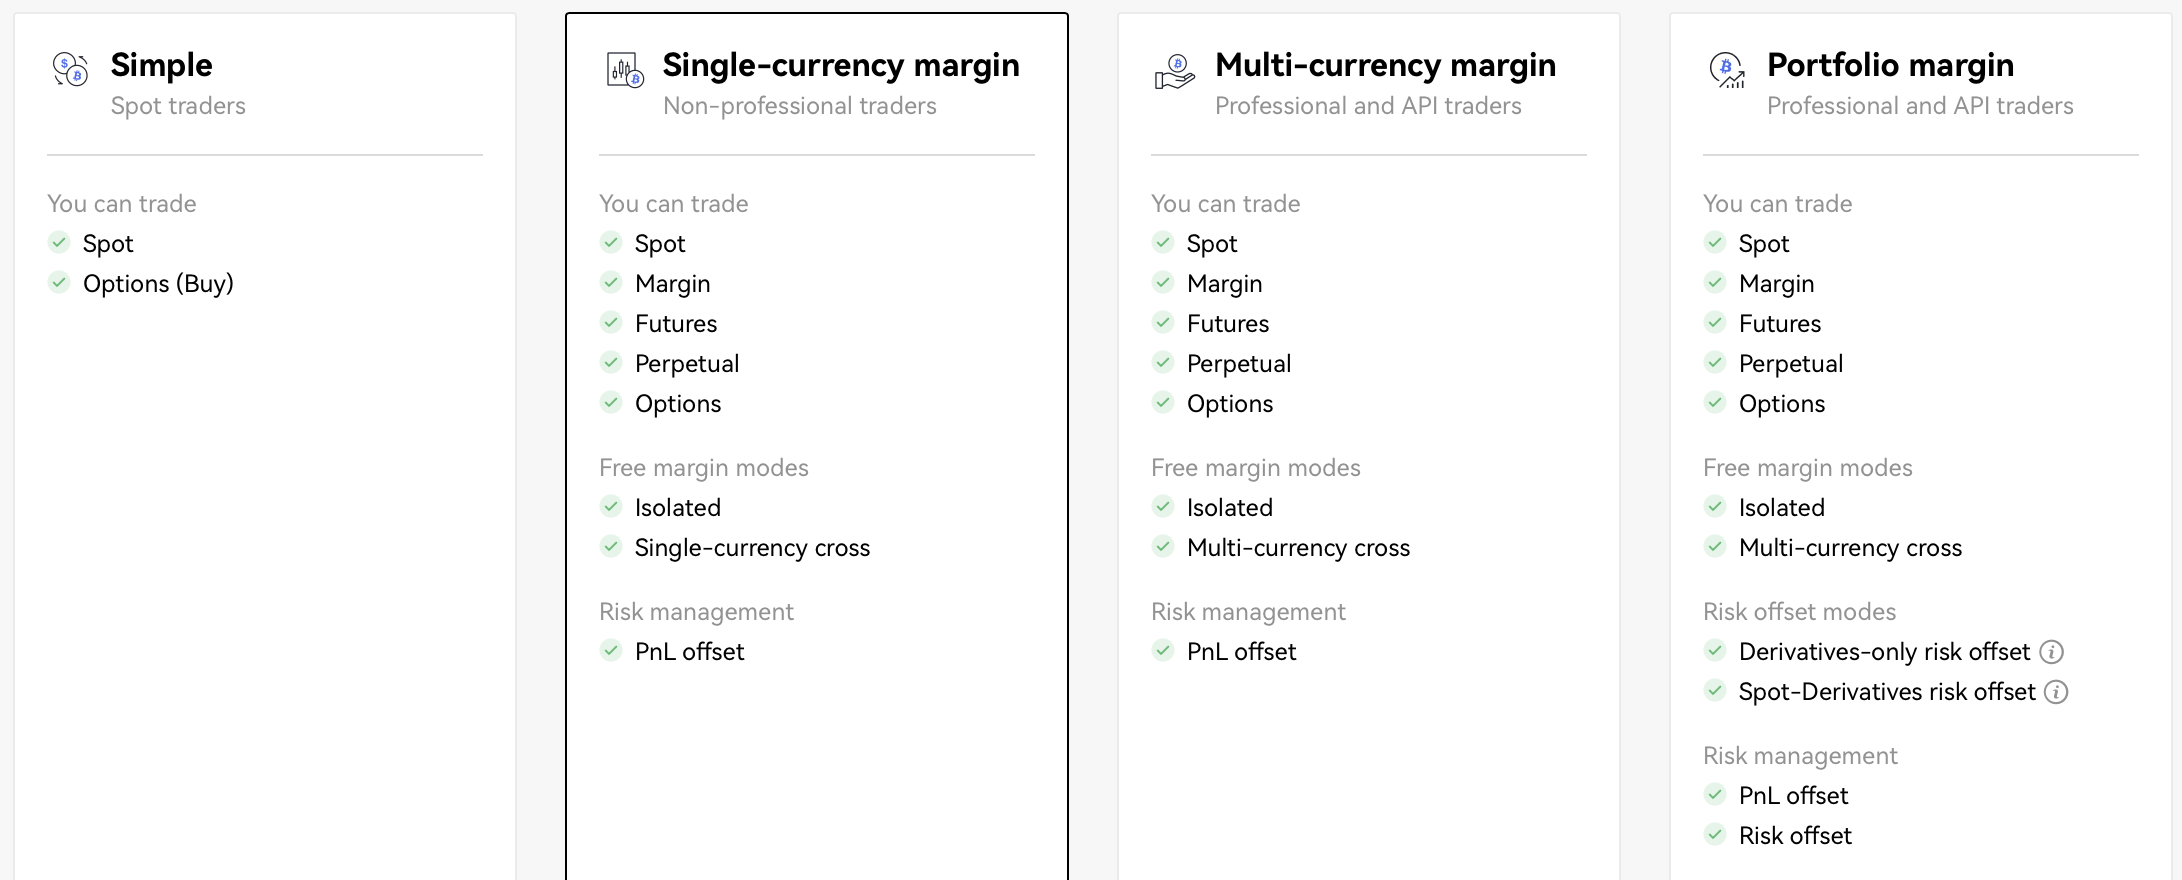 Simple
Spot traders
You can trade
Spot
Options (Buy)
Single-currency margin
Non-professional traders
You can trade
Spot
Margin
Futures
Perpetual
Options
Free margin modes
Isolated
Single-currency cross
Risk management
PnL offset
Multi-currency margin
Professional and API traders
You can trade
Spot
Margin
Futures
Perpetual
Options
Free margin modes
Isolated
Multi-currency cross
Risk management
PnL offset
Portfolio margin
Professional and API traders
You can trade
Spot
Margin
Futures
Perpetual
Options
Free margin modes
Isolated
Multi-currency cross
Risk offset modes
Derivatives-only risk offset
Spot-Derivatives risk offset
Risk management
PnL offset
Risk offset